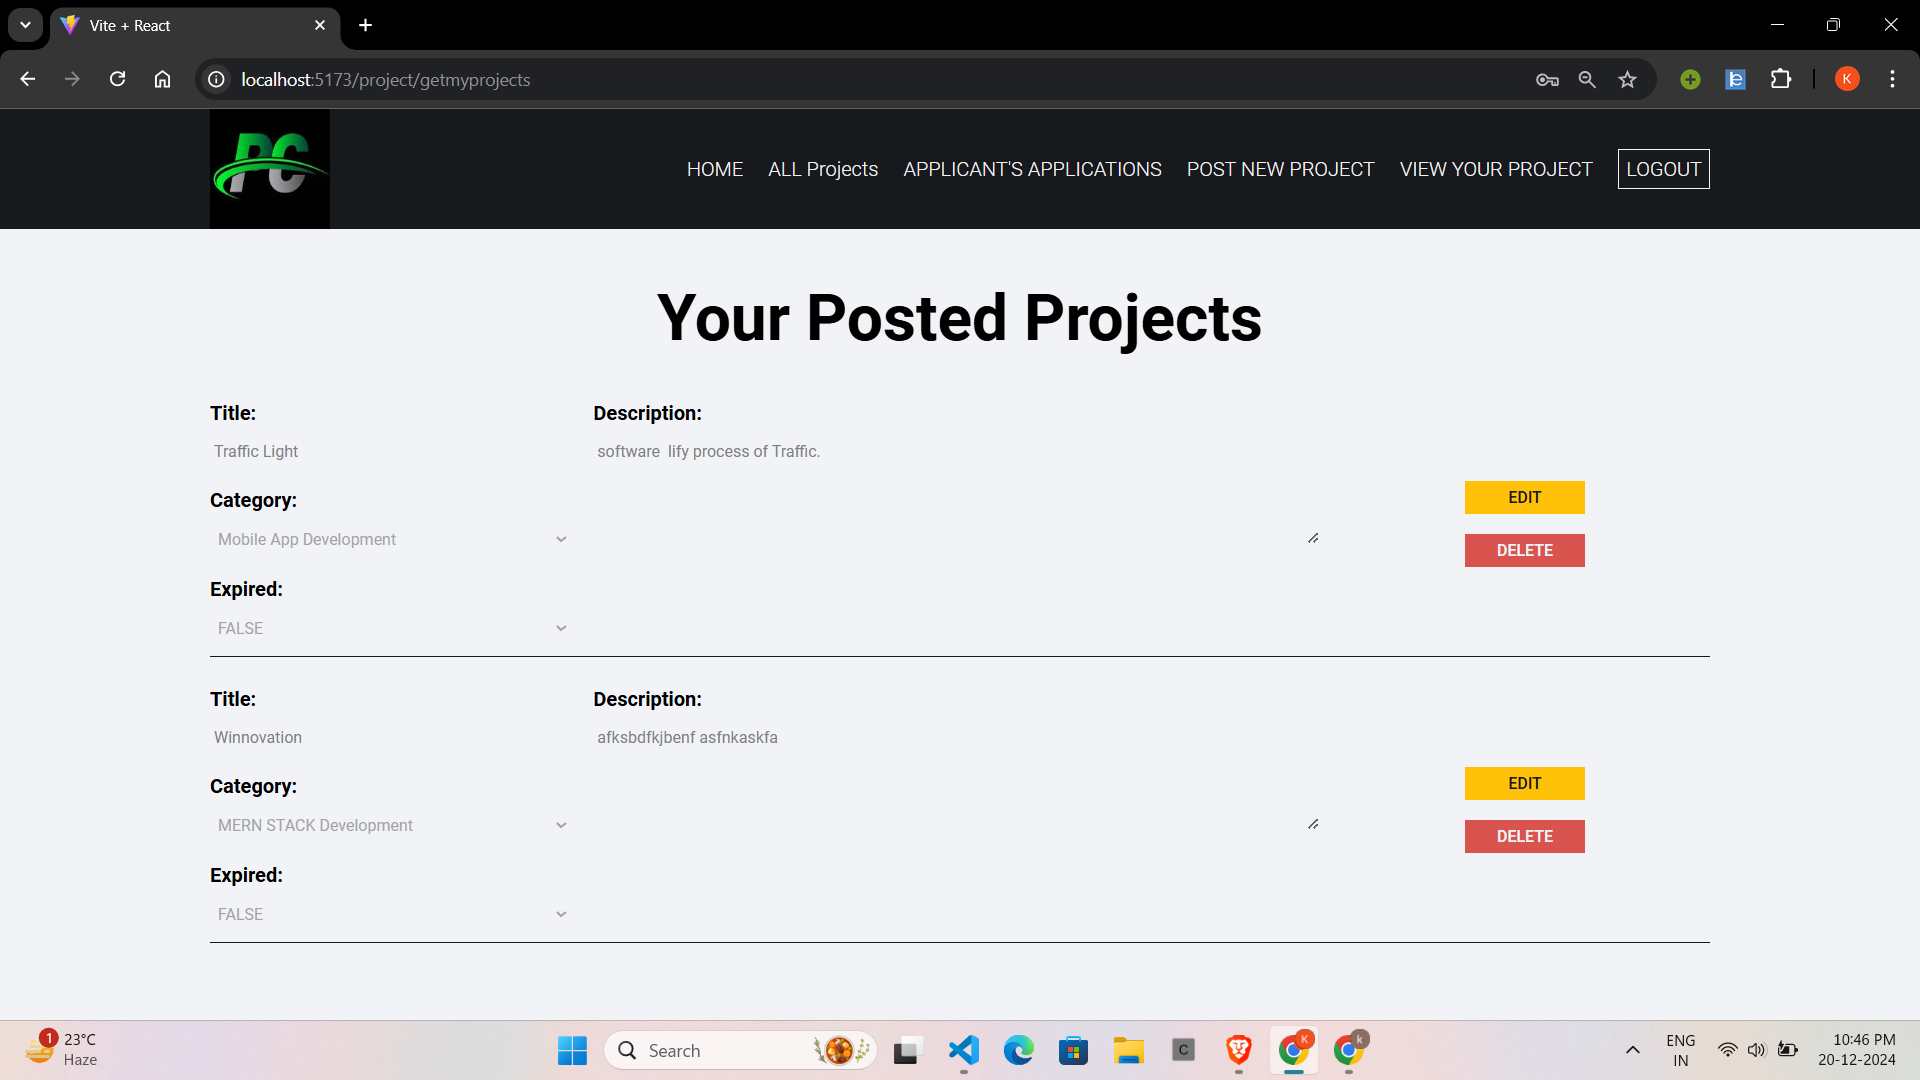 Vite + React
localhost:5173/project/getmyprojects
K
PC
HOME ALL Projects APPLICANT'S APPLICATIONS POST NEW PROJECT VIEW YOUR PROJECT LOGOUT
Your Posted Projects
Title:
Traffic Light
Description:
software  lify process of Traffic.
Category:
Mobile App Development
Expired:
FALSE
EDIT
DELETE
Title:
Winnovation
Description:
afksbdfkjbenf asfnkaskfa
Category:
MERN STACK Development
Expired:
FALSE
EDIT
DELETE
1
23°C
Haze
Search
C
K
k
ENG
IN
10:46 PM
20-12-2024